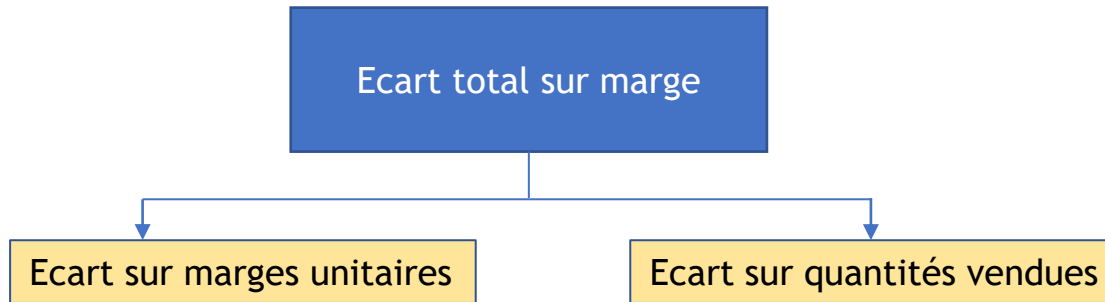 Ecart total sur marge
Ecart sur marges unitaires
Ecart sur quantités vendues